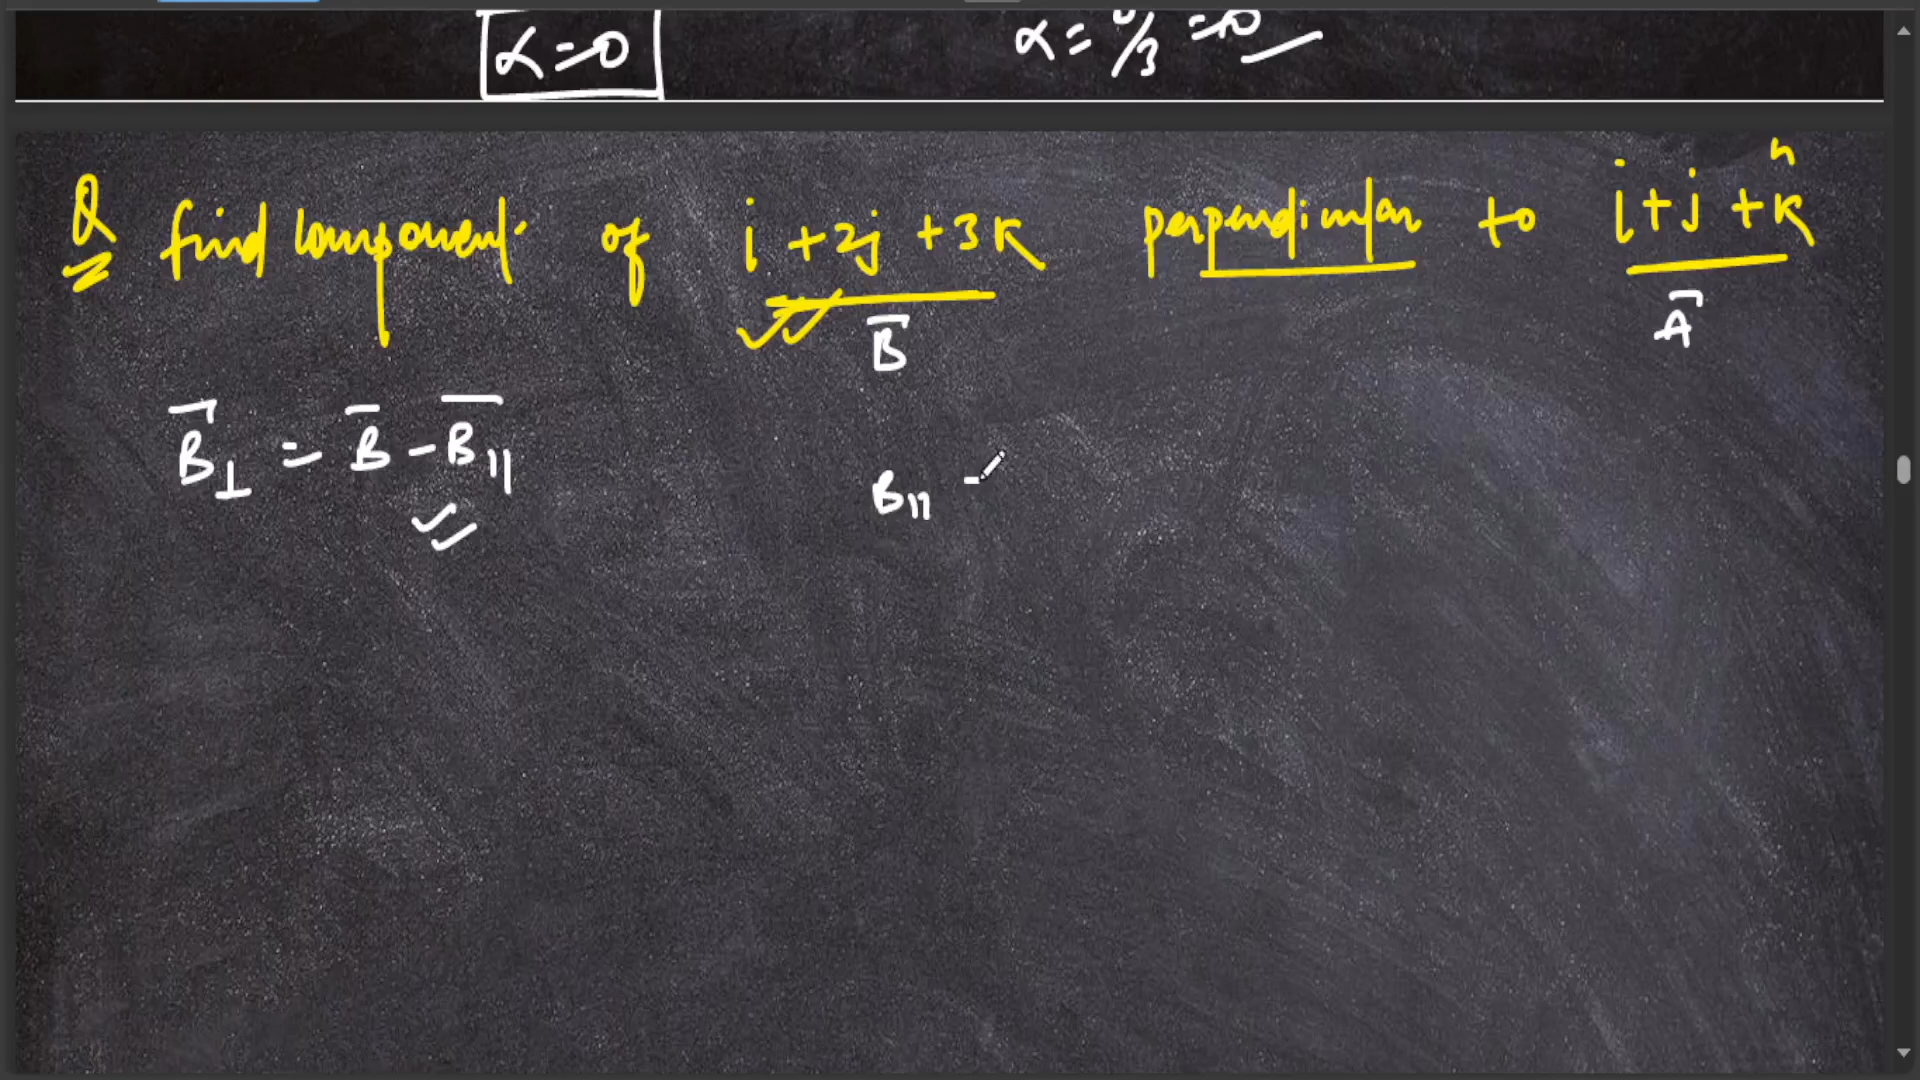 α=0
α= 0/3 =0
Q find component of i +2j +3k perpendicular to i+j+k
B A
B⊥ = B - B||
B|| -